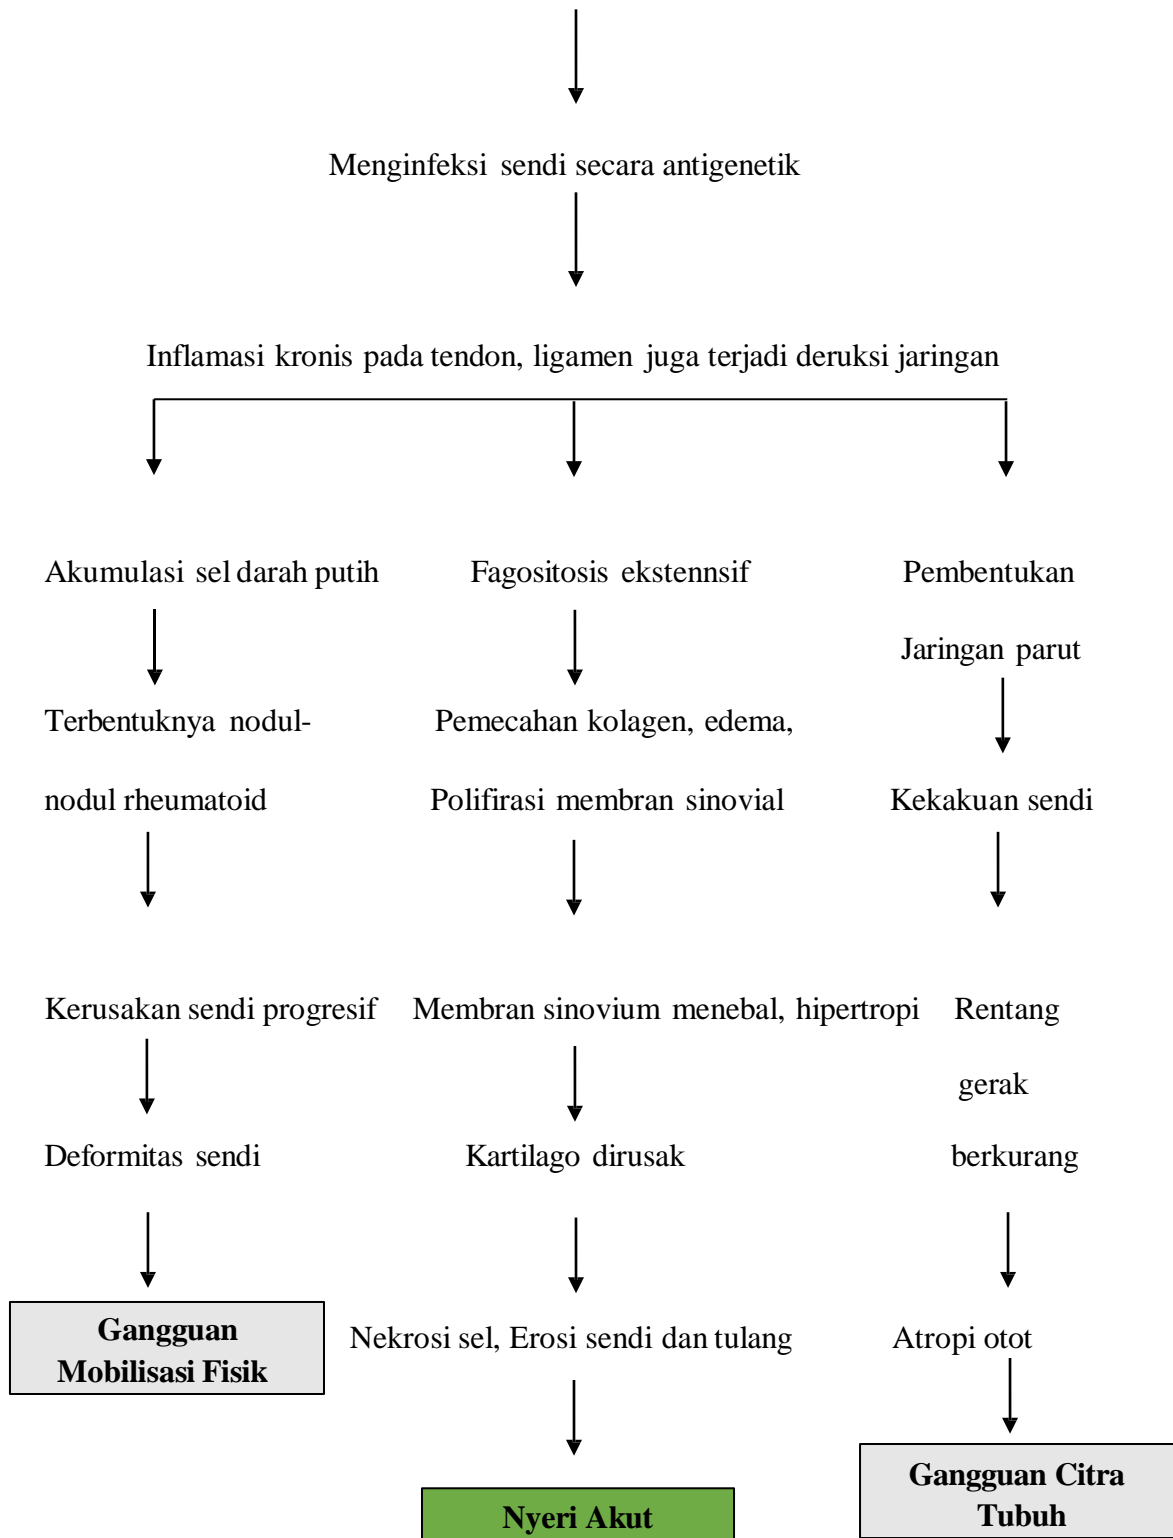 Menginfeksi sendi secara antigenetik
Inflamasi kronis pada tendon, ligamen juga terjadi deruksi jaringan
Akumulasi sel darah putih
Fagositosis ekstennsif
Pembentukan
Jaringan parut
Terbentuknya nodul-
nodul rheumatoid
Pemecahan kolagen, edema,
Polifirasi membran sinovial
Kekakuan sendi
Kerusakan sendi progresif
Membran sinovium menebal, hipertropi
Rentang
gerak
berkurang
Deformitas sendi
Kartilago dirusak
Gangguan
Mobilisasi Fisik
Nekrosi sel, Erosi sendi dan tulang
Atropi otot
Nyeri Akut
Gangguan Citra
Tubuh